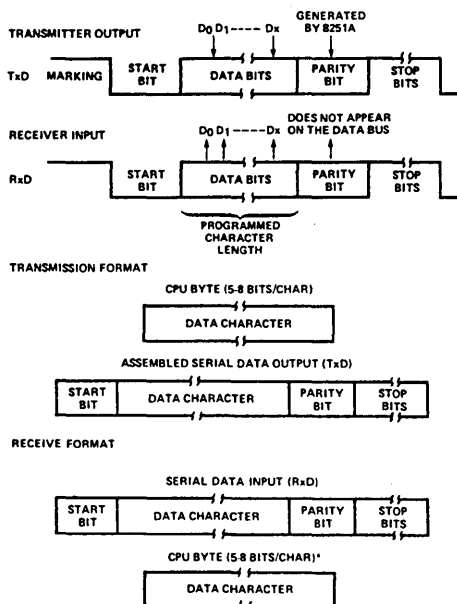 GENERATED
TRANSMITTER OUTPUT D0 D1 ---- Dx BY 8251A
TxD MARKING START BIT DATA BITS PARITY BIT STOP BITS
RECEIVER INPUT D0 D1 ---- Dx DOES NOT APPEAR ON THE DATA BUS
RxD START BIT DATA BITS PARITY BIT STOP BITS
PROGRAMMED
CHARACTER
LENGTH
TRANSMISSION FORMAT
CPU BYTE (5-8 BITS/CHAR)
DATA CHARACTER
ASSEMBLED SERIAL DATA OUTPUT (TxD)
START BIT DATA CHARACTER PARITY BIT STOP BITS
RECEIVE FORMAT
SERIAL DATA INPUT (RxD)
START BIT DATA CHARACTER PARITY BIT STOP BITS
CPU BYTE (5-8 BITS/CHAR)*
DATA CHARACTER